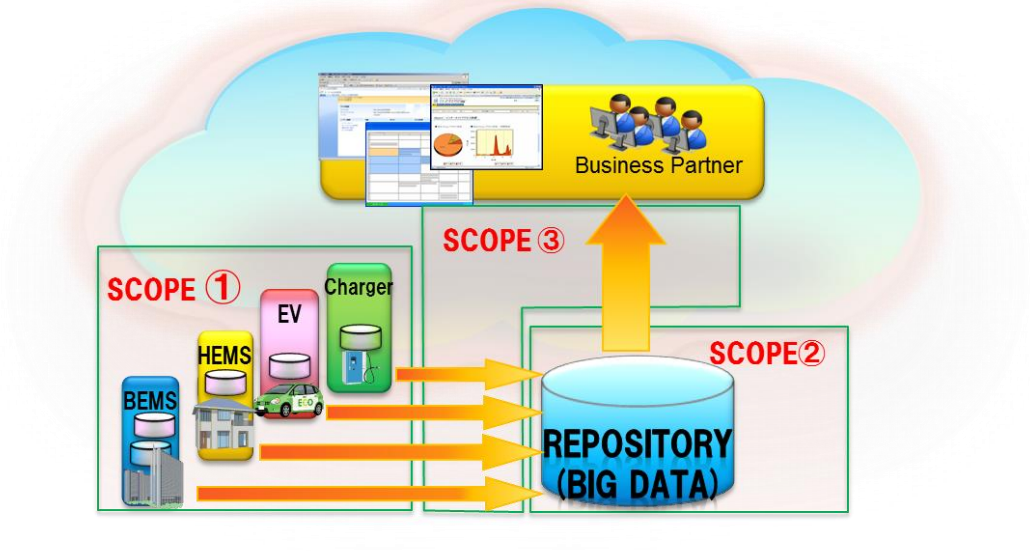 Business Partner
SCOPE ③
SCOPE ①
Charger
EV
SCOPE②
HEMS
BEMS
ECO
REPOSITORY
(BIG DATA)